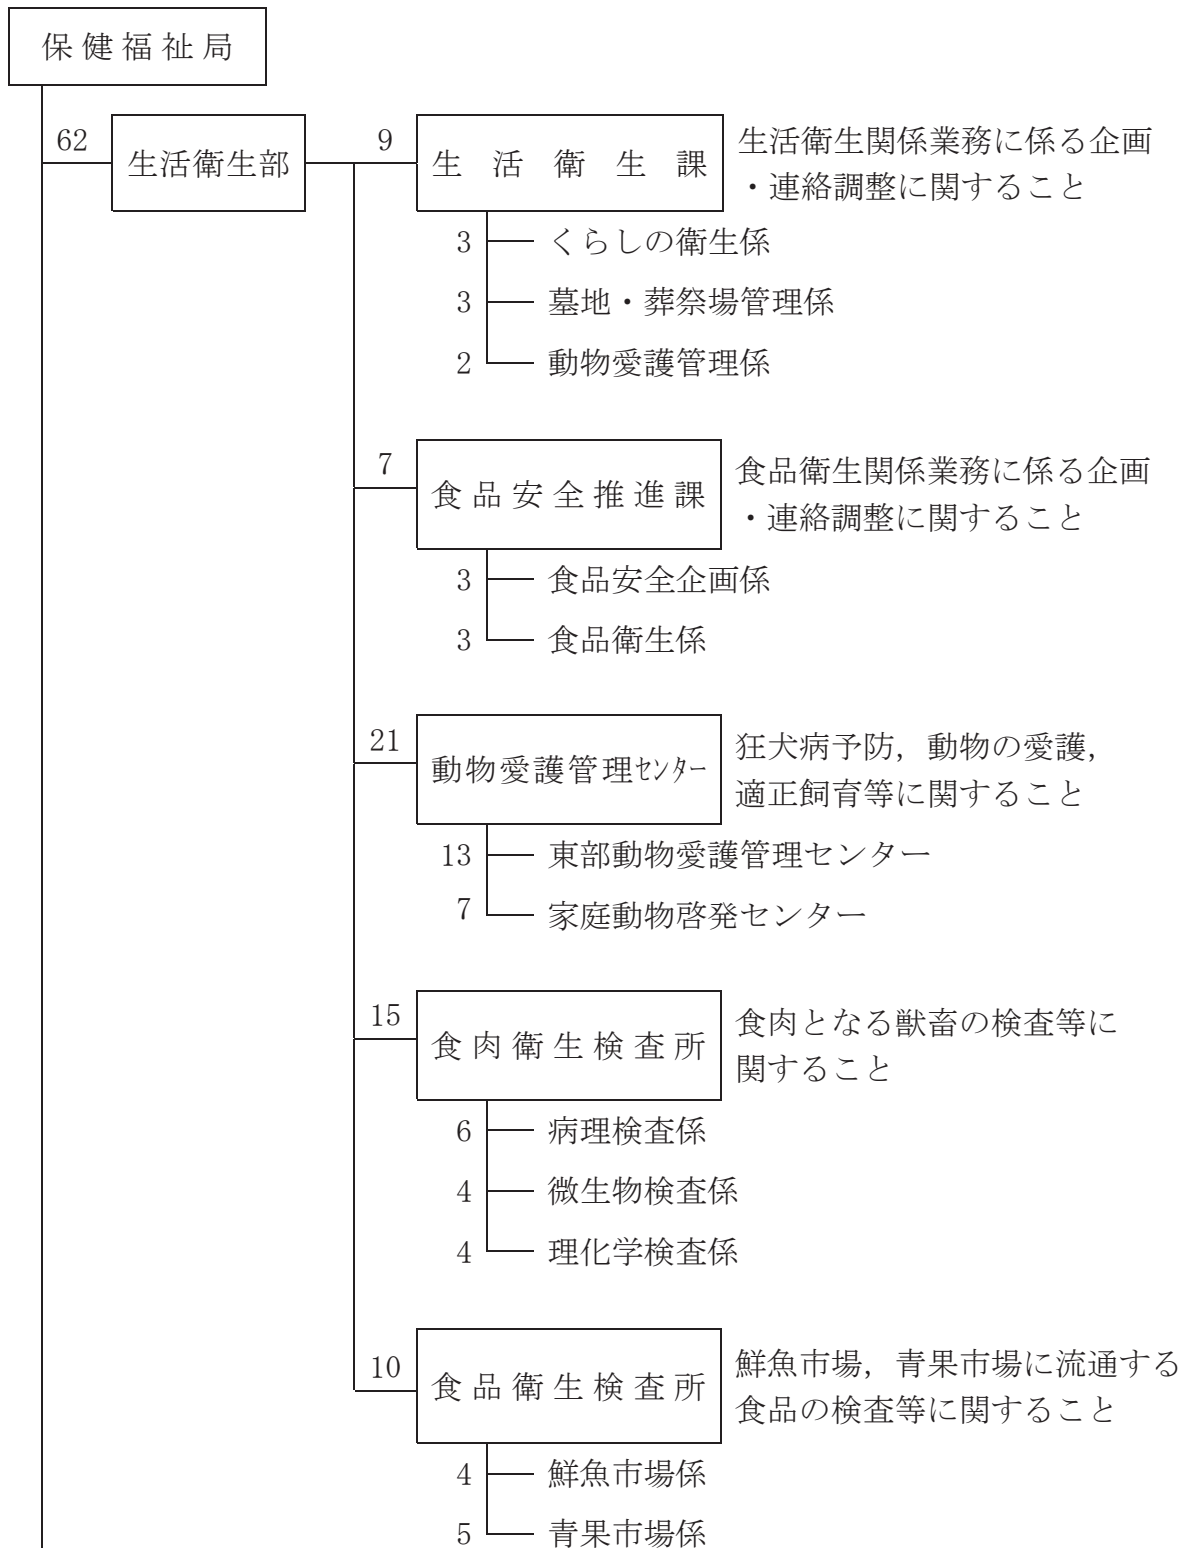 保健福祉局
62
生活衛生部
9
生活衛生課
生活衛生関係業務に係る企画
・連絡調整に関すること
3 くらしの衛生係
3 墓地・葬祭場管理係
2 動物愛護管理係
7
食品安全推進課
食品衛生関係業務に係る企画
・連絡調整に関すること
3 食品安全企画係
3 食品衛生係
21
動物愛護管理センター
狂犬病予防，動物の愛護，
適正飼育等に関すること
13 東部動物愛護管理センター
7 家庭動物啓発センター
15
食肉衛生検査所
食肉となる獣畜の検査等に
関すること
6 病理検査係
4 微生物検査係
4 理化学検査係
10
食品衛生検査所
鮮魚市場，青果市場に流通する
食品の検査等に関すること
4 鮮魚市場係
5 青果市場係